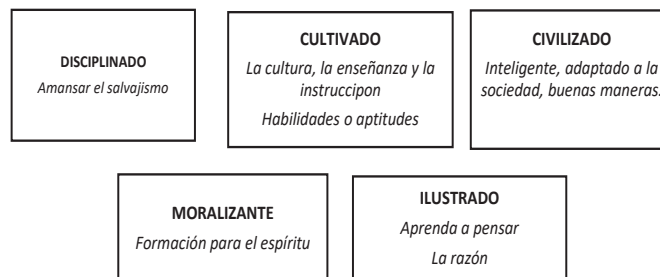 DISCIPLINADO
Amansar el salvajismo
CULTIVADO
La cultura, la enseñanza y la
instruccipon
Habilidades o aptitudes
CIVILIZADO
Inteligente, adaptado a la
sociedad, buenas maneras.
MORALIZANTE
Formación para el espíritu
ILUSTRADO
Aprenda a pensar
La razón